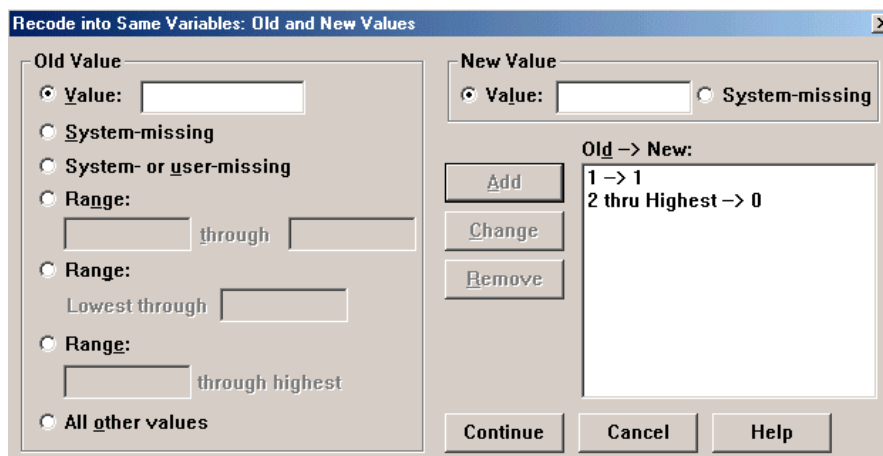 Recode into Same Variables: Old and New Values
Old Value
Value:
System-missing
System- or user-missing
Range:
through
Range:
Lowest through
Range:
through highest
All other values
New Value
Value:
System-missing
Old –> New:
1 –> 1
2 thru Highest –> 0
Add
Change
Remove
Continue
Cancel
Help